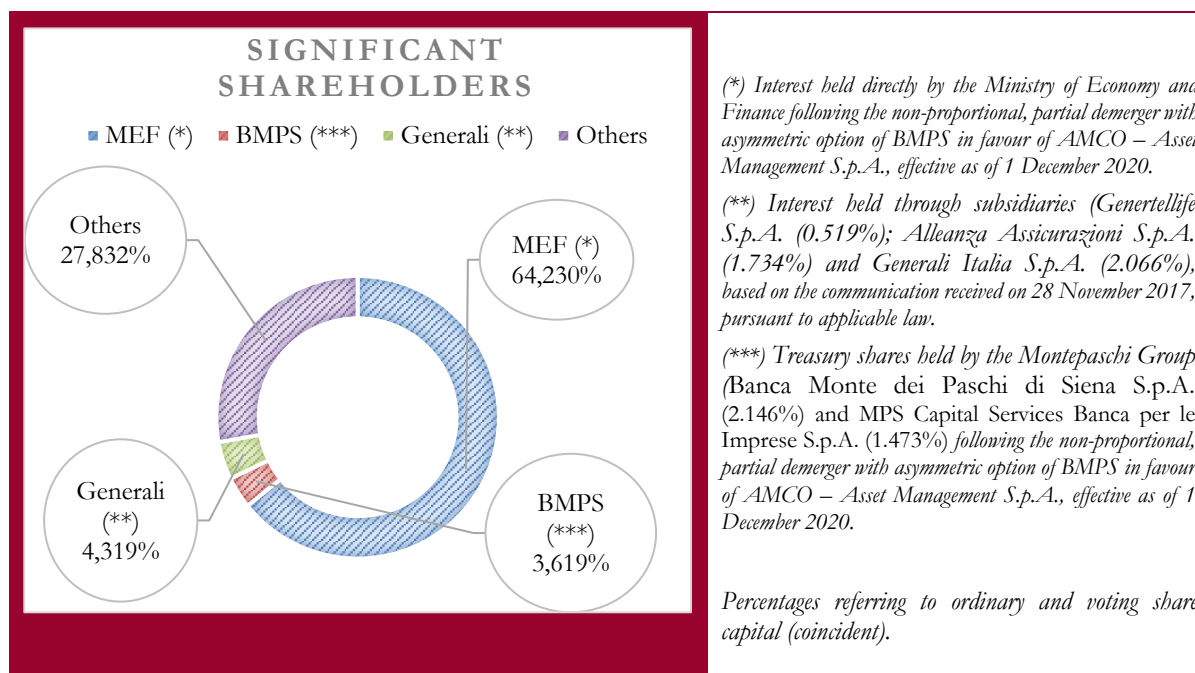 SIGNIFICANT
SHAREHOLDERS
MEF (*) BMPS (***) Generali (**) Others
Others
27,832%
MEF (*)
64,230%
Generali
(**)
4,319%
BMPS
(***)
3,619%
(*) Interest held directly by the Ministry of Economy and
Finance following the non-proportional, partial demerger with
asymmetric option of BMPS in favour of AMCO – Asset
Management S.p.A., effective as of 1 December 2020.
(**) Interest held through subsidiaries (Genertellife
S.p.A. (0.519%); Alleanza Assicurazioni S.p.A.
(1.734%) and Generali Italia S.p.A. (2.066%),
based on the communication received on 28 November 2017,
pursuant to applicable law.
(***) Treasury shares held by the Montepaschi Group
(Banca Monte dei Paschi di Siena S.p.A.
(2.146%) and MPS Capital Services Banca per le
Imprese S.p.A. (1.473%) following the non-proportional,
partial demerger with asymmetric option of BMPS in favour
of AMCO – Asset Management S.p.A., effective as of 1
December 2020.
Percentages referring to ordinary and voting share
capital (coincident).